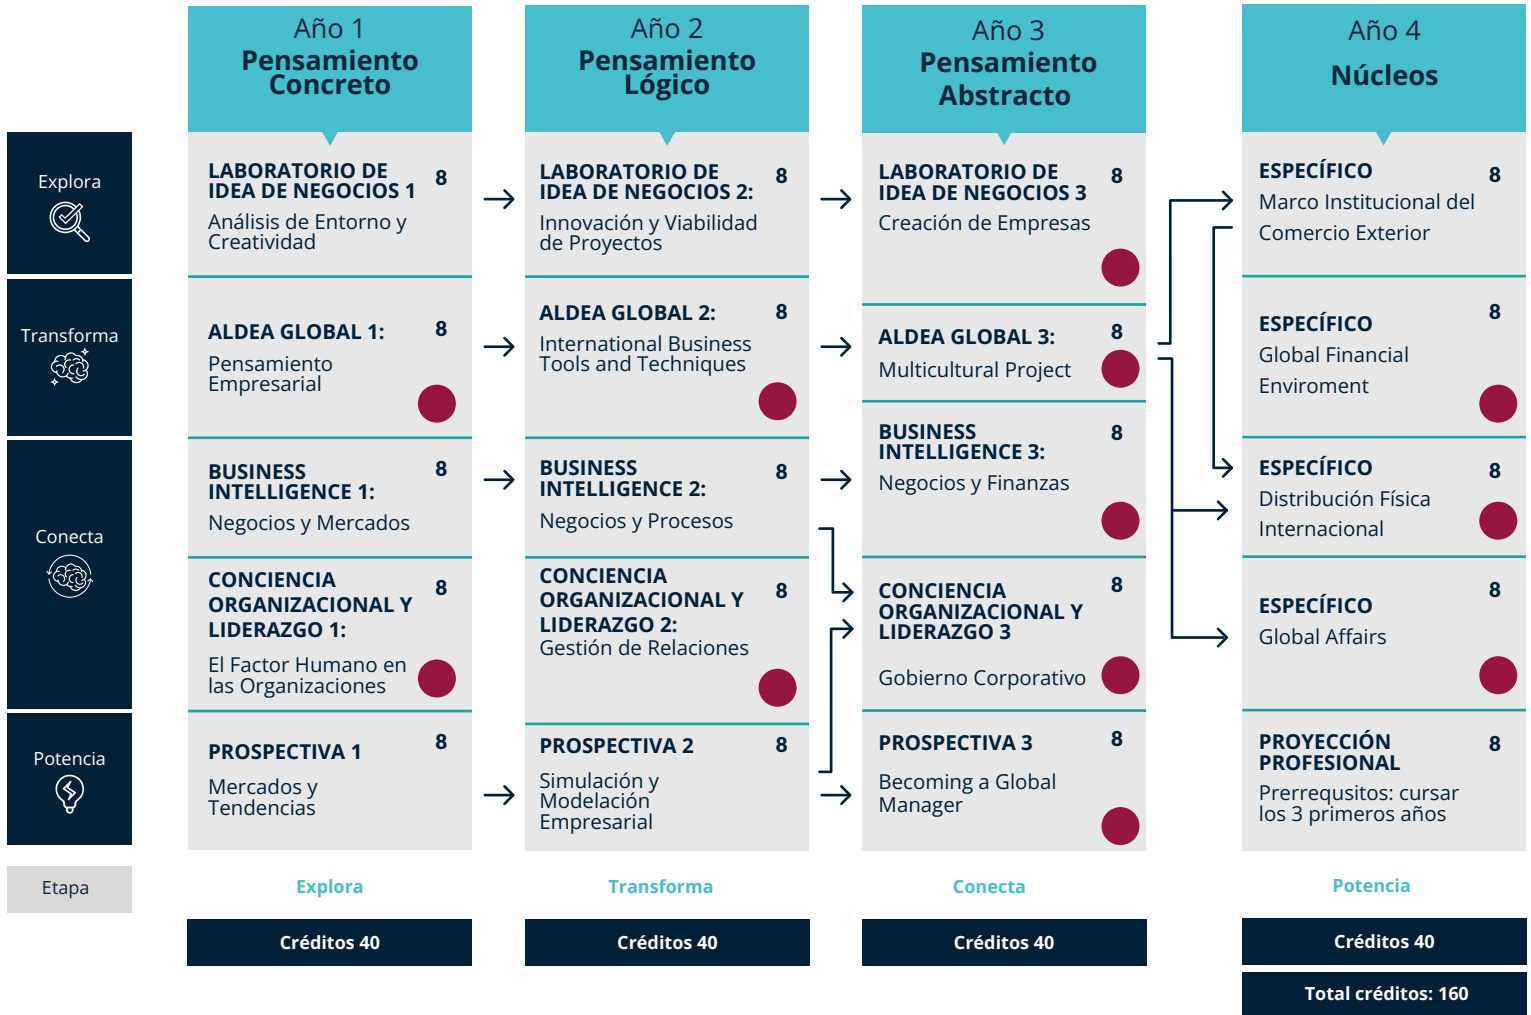 Año 1
Pensamiento
Concreto
Año 2
Pensamiento
Lógico
Año 3
Pensamiento
Abstracto
Año 4
Núcleos
Explora
Transforma
Conecta
Potencia
Etapa
LABORATORIO DE
IDEA DE NEGOCIOS 1
8
Análisis de Entorno y
Creatividad
ALDEA GLOBAL 1:
8
Pensamiento
Empresarial
BUSINESS
INTELLIGENCE 1:
8
Negocios y Mercados
CONCIENCIA
ORGANIZACIONAL Y
LIDERAZGO 1:
8
El Factor Humano en
las Organizaciones
PROSPECTIVA 1
8
Mercados y
Tendencias
Explora
Créditos 40
LABORATORIO DE
IDEA DE NEGOCIOS 2:
8
Innovación y Viabilidad
de Proyectos
ALDEA GLOBAL 2:
8
International Business
Tools and Techniques
BUSINESS
INTELLIGENCE 2:
8
Negocios y Procesos
CONCIENCIA
ORGANIZACIONAL Y
LIDERAZGO 2:
8
Gestión de Relaciones
PROSPECTIVA 2
8
Simulación y
Modelación
Empresarial
Transforma
Créditos 40
LABORATORIO DE
IDEA DE NEGOCIOS 3
8
Creación de Empresas
ALDEA GLOBAL 3:
8
Multicultural Project
BUSINESS
INTELLIGENCE 3:
8
Negocios y Finanzas
CONCIENCIA
ORGANIZACIONAL Y
LIDERAZGO 3
8
Gobierno Corporativo
PROSPECTIVA 3
8
Becoming a Global
Manager
Conecta
Créditos 40
ESPECÍFICO
8
Marco Institucional del
Comercio Exterior
ESPECÍFICO
8
Global Financial
Enviroment
ESPECÍFICO
8
Distribución Física
Internacional
ESPECÍFICO
8
Global Affairs
PROYECCIÓN
PROFESIONAL
8
Prerrequsitos: cursar
los 3 primeros años
Potencia
Créditos 40
Total créditos: 160